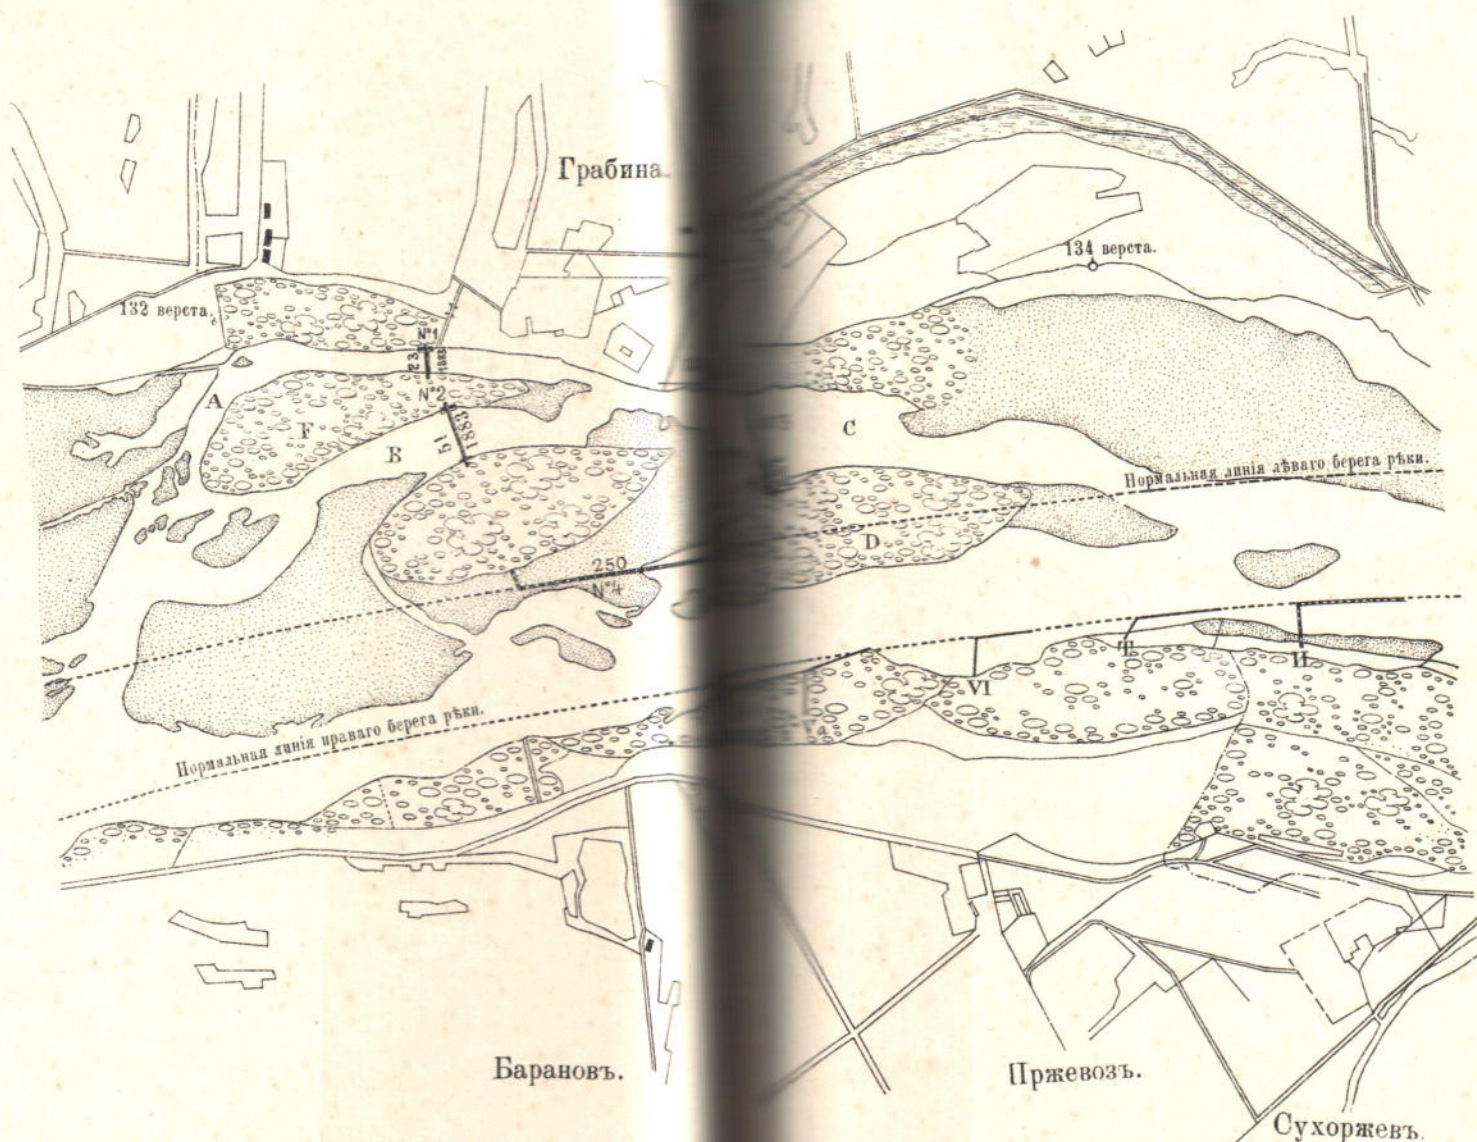 Грабина
134 верста.
132 верста.
№1
23
1883
№2
A
F
B
51
1883
C
Нормальная линія лѣваго берега рѣки.
D
250
№4
T.
II
VI
Нормальная линія праваго берега рѣки.
Барановъ.
Пржевозъ.
Сухоржевъ.